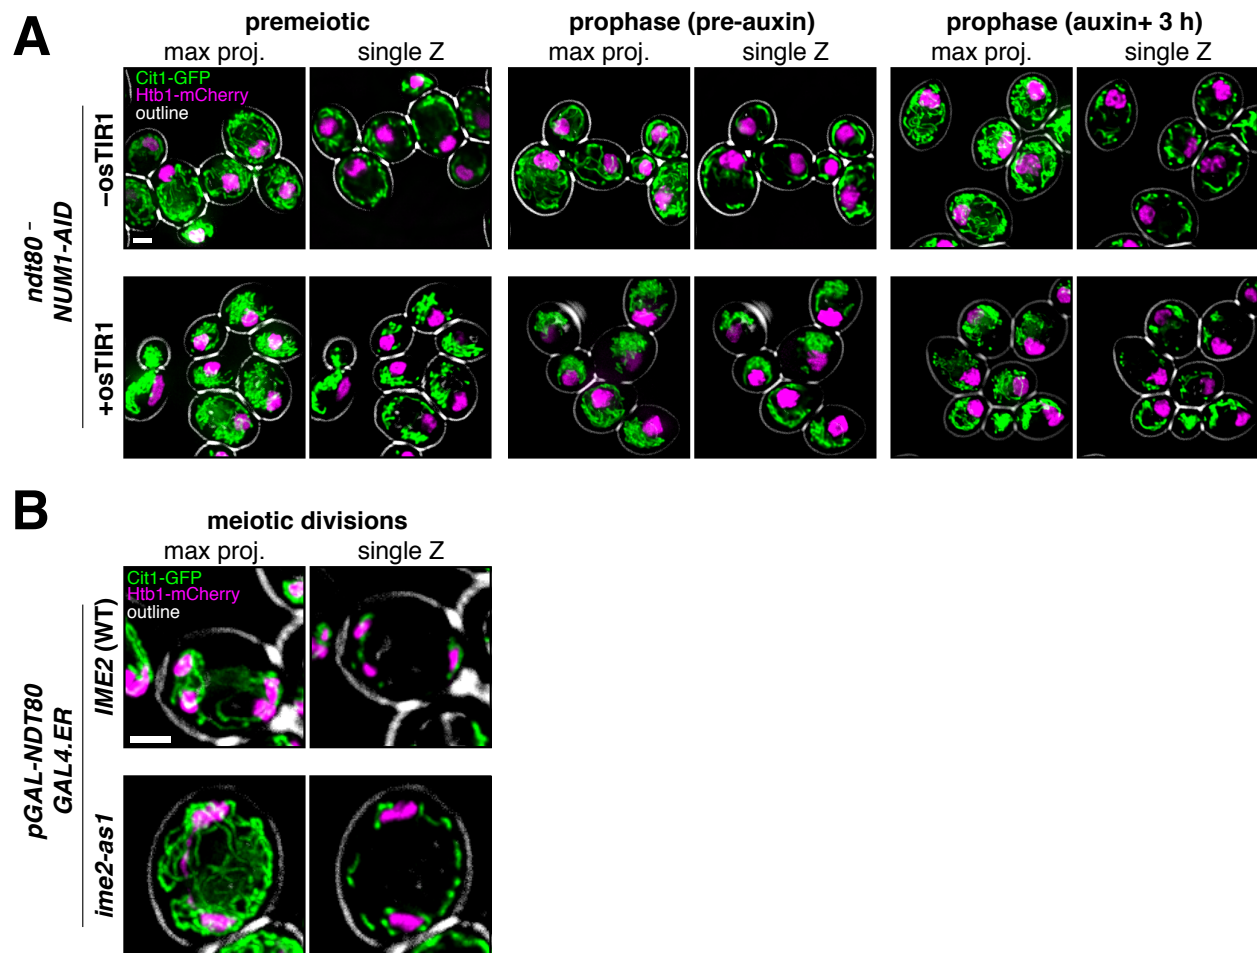 A
premeiotic
prophase (pre-auxin)
prophase (auxin+ 3 h)
max proj.
single Z
max proj.
single Z
max proj.
single Z
Cit1-GFP
Htb1-mCherry
outline
ndt80⁻
NUM1-AID
–osTIR1
+osTIR1
B
meiotic divisions
max proj.
single Z
Cit1-GFP
Htb1-mCherry
outline
pGAL-NDT80
GAL4.ER
IME2 (WT)
ime2-as1